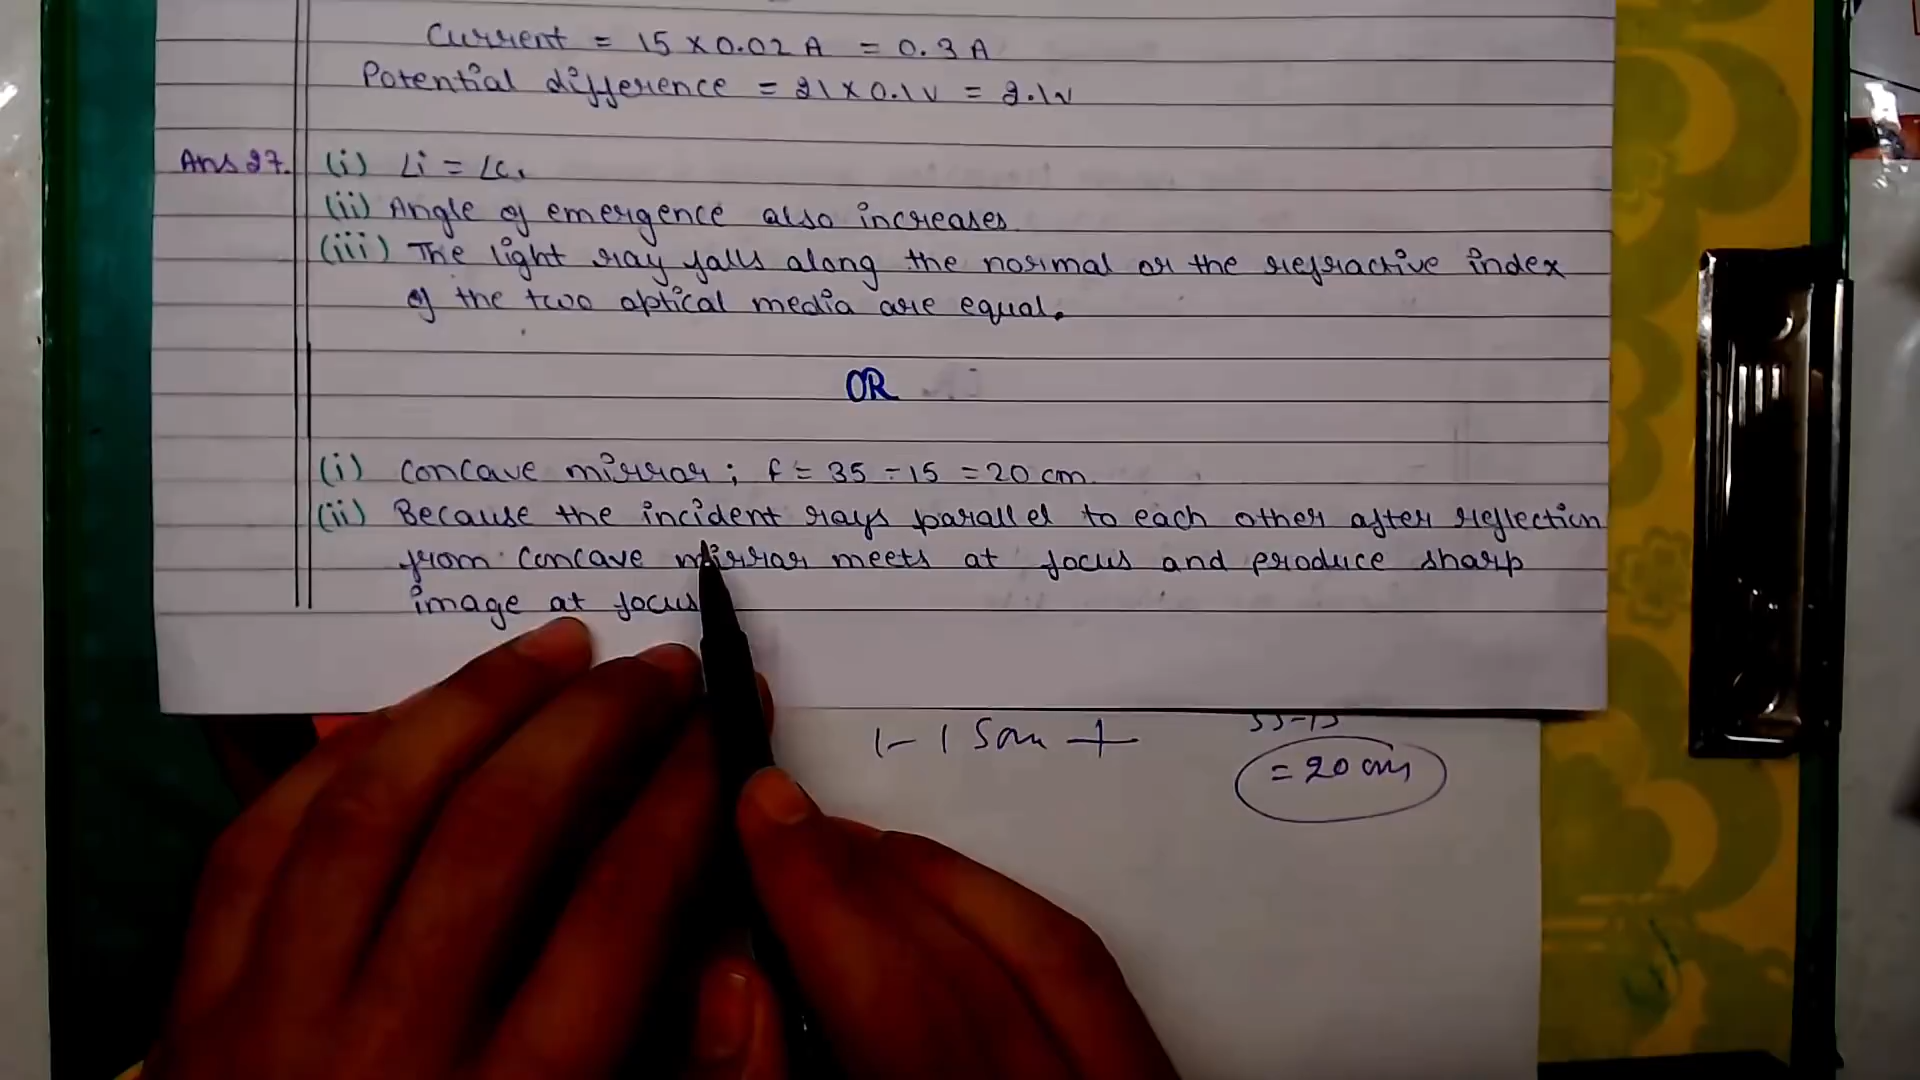 Current = 15 x 0.02 A = 0.3 A
Potential difference = 21 x 0.1 v = 2.1 v
Ans 27. (i) ∠i = ∠e.
(ii) Angle of emergence also increases
(iii) The light ray falls along the normal or the refractive index
of the two optical media are equal.
OR
(i) Concave mirror; f = 35 - 15 = 20 cm
(ii) Because the incident rays parallel to each other after reflection
from Concave mirror meets at focus and produce sharp
image at focus
= 20 cm